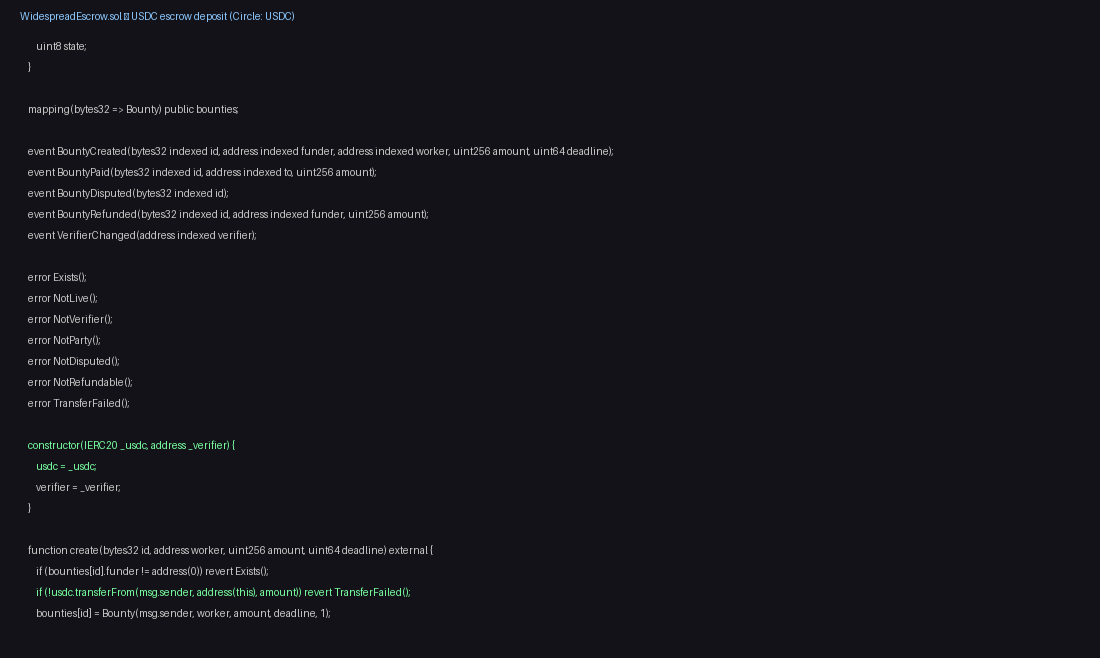 WidespreadEscrow.sol ▯ USDC escrow deposit (Circle: USDC)
uint8 state;
}
mapping(bytes32 => Bounty) public bounties;
event BountyCreated(bytes32 indexed id, address indexed funder, address indexed worker, uint256 amount, uint64 deadline);
event BountyPaid(bytes32 indexed id, address indexed to, uint256 amount);
event BountyDisputed(bytes32 indexed id);
event BountyRefunded(bytes32 indexed id, address indexed funder, uint256 amount);
event VerifierChanged(address indexed verifier);
error Exists();
error NotLive();
error NotVerifier();
error NotParty();
error NotDisputed();
error NotRefundable();
error TransferFailed();
constructor(IERC20 _usdc, address _verifier) {
usdc = _usdc;
verifier = _verifier;
}
function create(bytes32 id, address worker, uint256 amount, uint64 deadline) external {
if (bounties[id].funder != address(0)) revert Exists();
if (!usdc.transferFrom(msg.sender, address(this), amount)) revert TransferFailed();
bounties[id] = Bounty(msg.sender, worker, amount, deadline, 1);